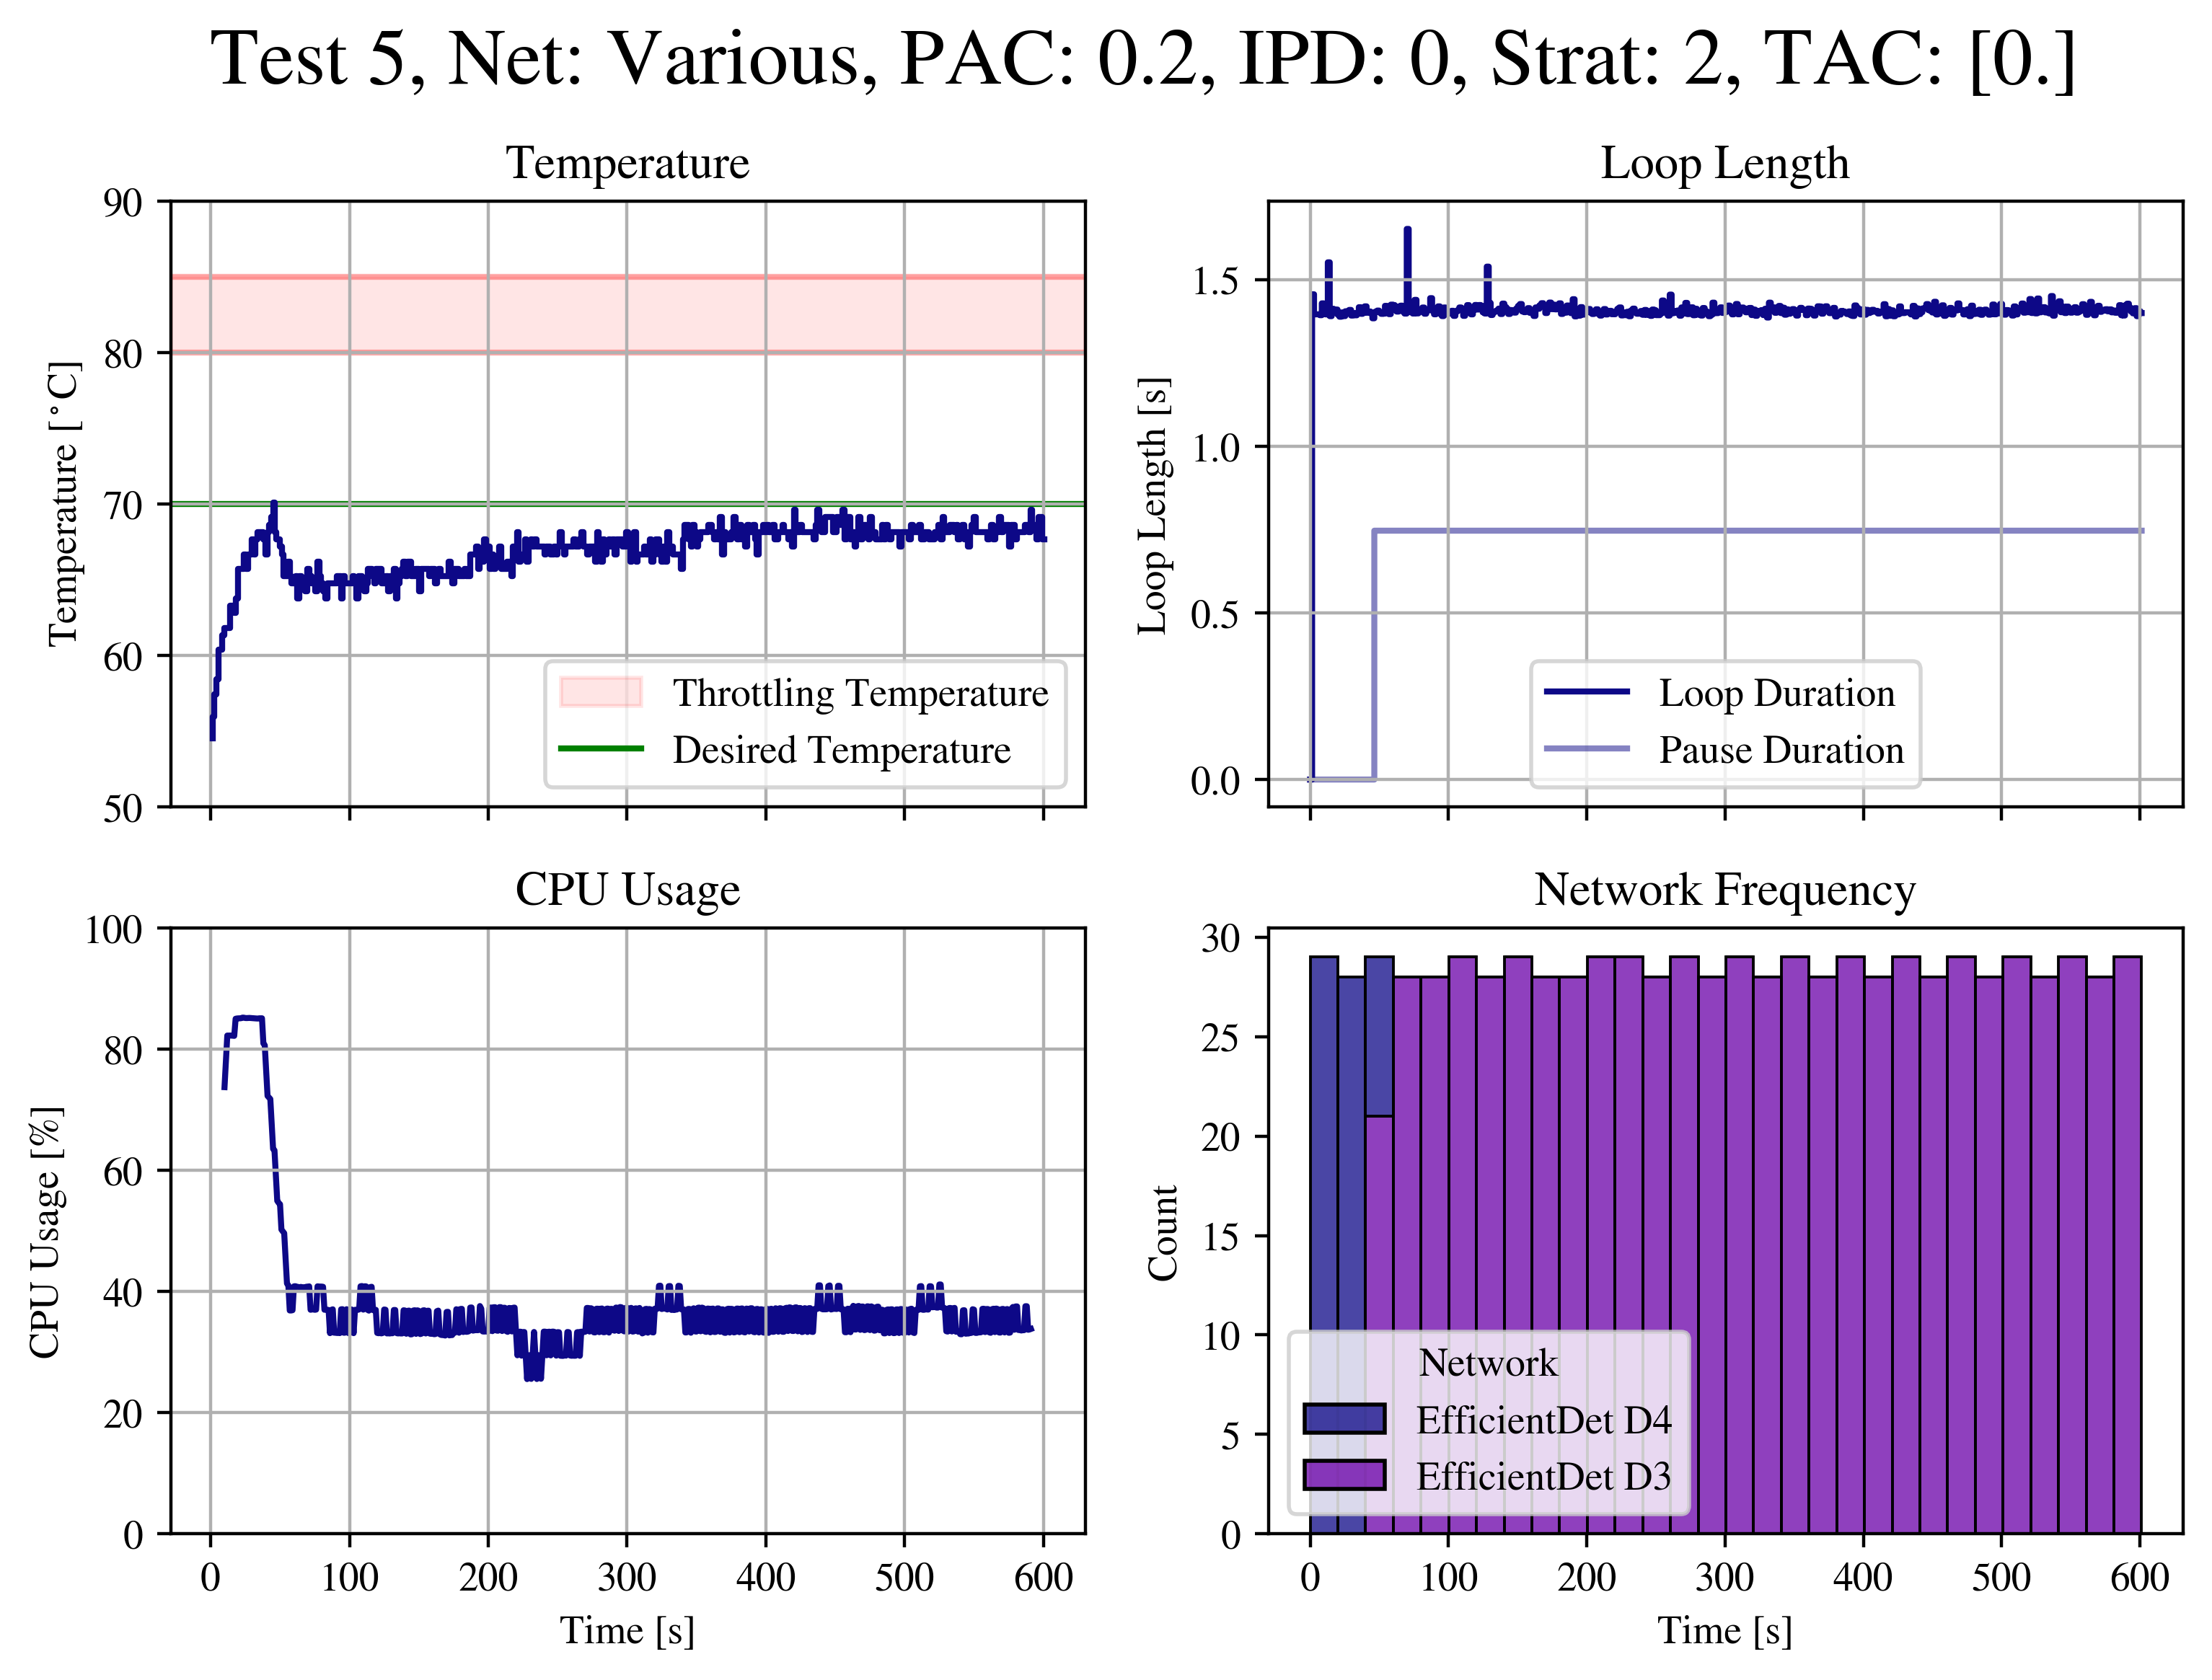 Test 5, Net: Various, PAC: 0.2, IPD: 0, Strat: 2, TAC: [0.]
Temperature
90
80
70
60
50
Temperature [°C]
Throttling Temperature
Desired Temperature
Loop Length
1.5
1.0
0.5
0.0
Loop Length [s]
Loop Duration
Pause Duration
CPU Usage
100
80
60
40
20
0
CPU Usage [%]
0 100 200 300 400 500 600
Time [s]
Network Frequency
30
25
20
15
10
5
0
Count
Network
EfficientDet D4
EfficientDet D3
0 100 200 300 400 500 600
Time [s]